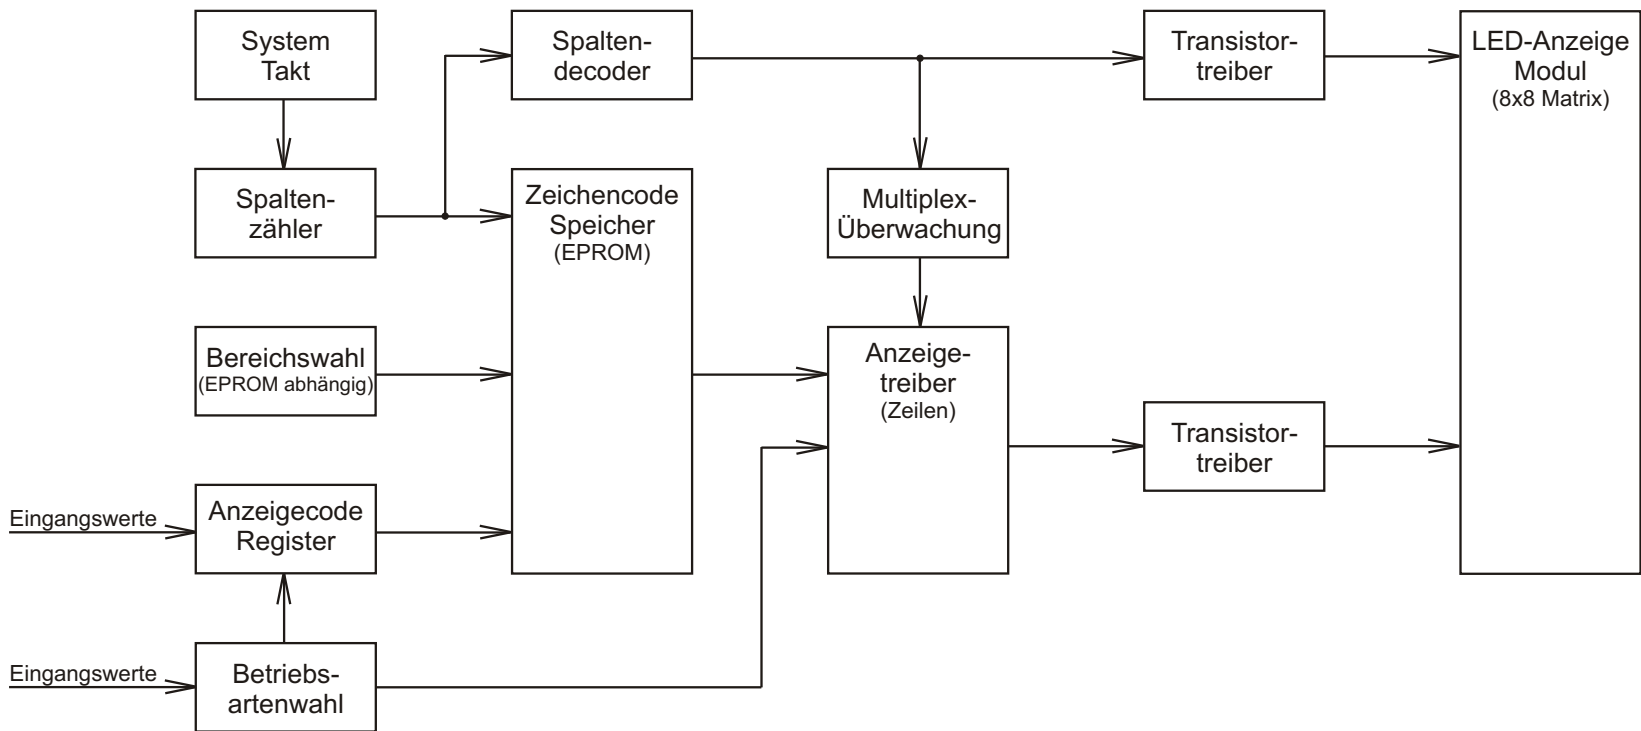 System
Takt
Spalten-
decoder
Transistor-
treiber
LED-Anzeige
Modul
(8x8 Matrix)
Spalten-
zähler
Zeichencode
Speicher
(EPROM)
Multiplex-
Überwachung
Bereichswahl
(EPROM abhängig)
Anzeige-
treiber
(Zeilen)
Transistor-
treiber
Eingangswerte
Anzeigecode
Register
Eingangswerte
Betriebs-
artenwahl